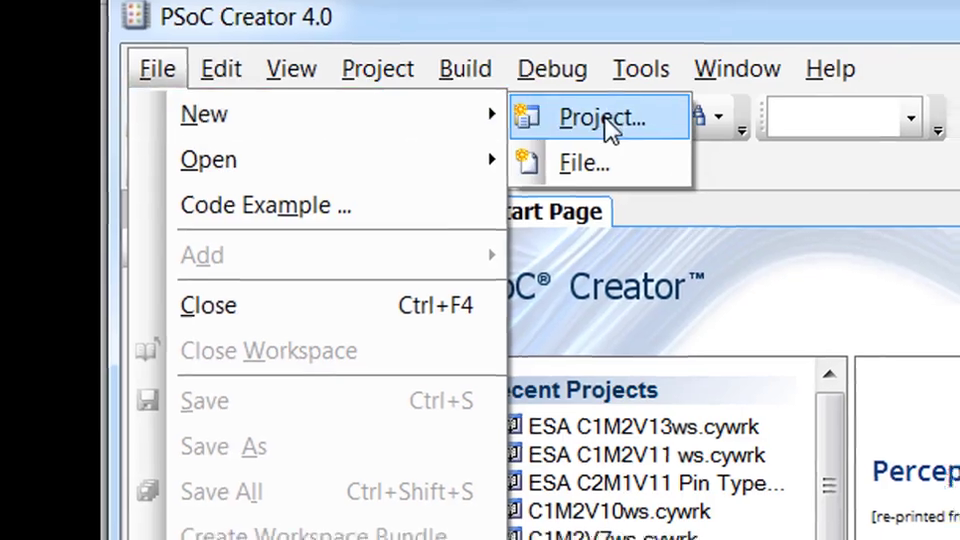 PSoC Creator 4.0
File Edit View Project Build Debug Tools Window Help
New
Project...
Open
File...
Code Example ...
Add
Start Page
Close Ctrl+F4
PSoC® Creator™
Close Workspace
Recent Projects
Save Ctrl+S
ESA C1M2V13ws.cywrk
Save As
ESA C1M2V11 ws.cywrk
ESA C2M1V11 Pin Type...
Save All Ctrl+Shift+S
C1M2V10ws.cywrk
Create Workspace Bundle
C1M2V7ws.cywrk
Percep
[re-printed fr